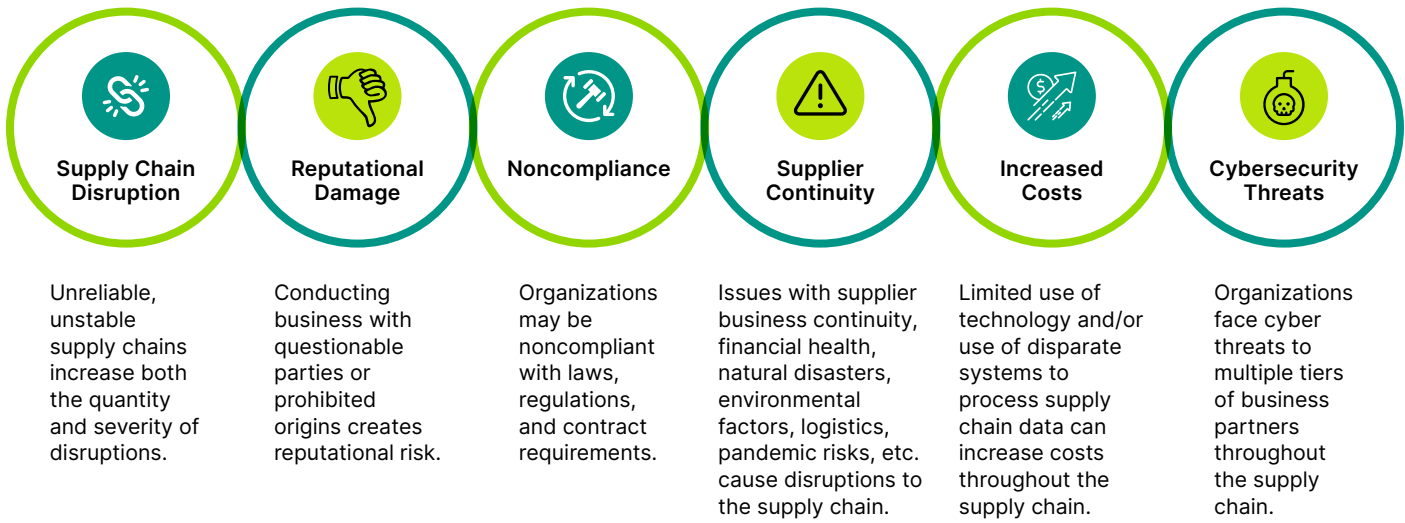 $
Supply Chain
Disruption
Reputational
Damage
Noncompliance
Supplier
Continuity
Increased
Costs
Cybersecurity
Threats
Unreliable,
unstable
supply chains
increase both
the quantity
and severity of
disruptions.
Conducting
business with
questionable
parties or
prohibited
origins creates
reputational risk.
Organizations
may be
noncompliant
with laws,
regulations,
and contract
requirements.
Issues with supplier
business continuity,
financial health,
natural disasters,
environmental
factors, logistics,
pandemic risks, etc.
cause disruptions to
the supply chain.
Limited use of
technology and/or
use of disparate
systems to
process supply
chain data can
increase costs
throughout the
supply chain.
Organizations
face cyber
threats to
multiple tiers
of business
partners
throughout
the supply
chain.